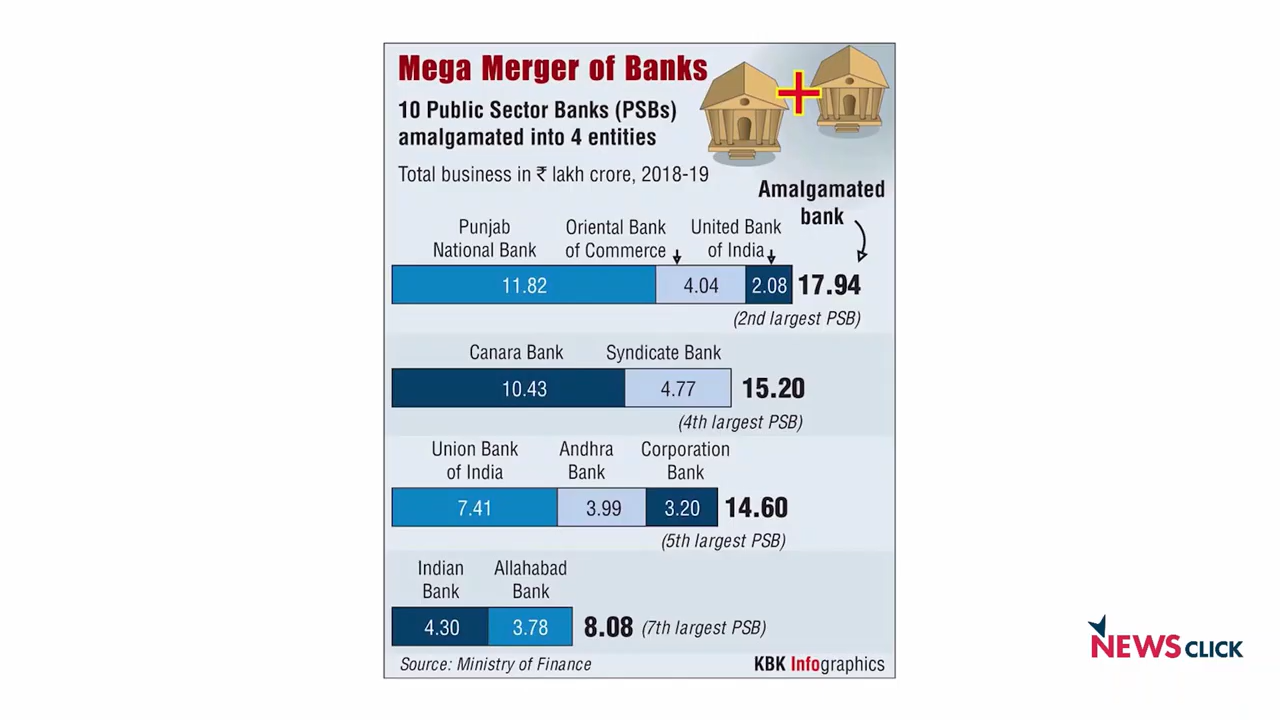 Mega Merger of Banks
10 Public Sector Banks (PSBs)
amalgamated into 4 entities
Total business in ₹ lakh crore, 2018-19
Amalgamated
bank
Punjab
National Bank
Oriental Bank
of Commerce
United Bank
of India
11.82
4.04
2.08
17.94
(2nd largest PSB)
Canara Bank
Syndicate Bank
10.43
4.77
15.20
(4th largest PSB)
Union Bank
of India
Andhra
Bank
Corporation
Bank
7.41
3.99
3.20
14.60
(5th largest PSB)
Indian
Bank
Allahabad
Bank
4.30
3.78
8.08
(7th largest PSB)
Source: Ministry of Finance
KBK Infographics
NEWSCLICK